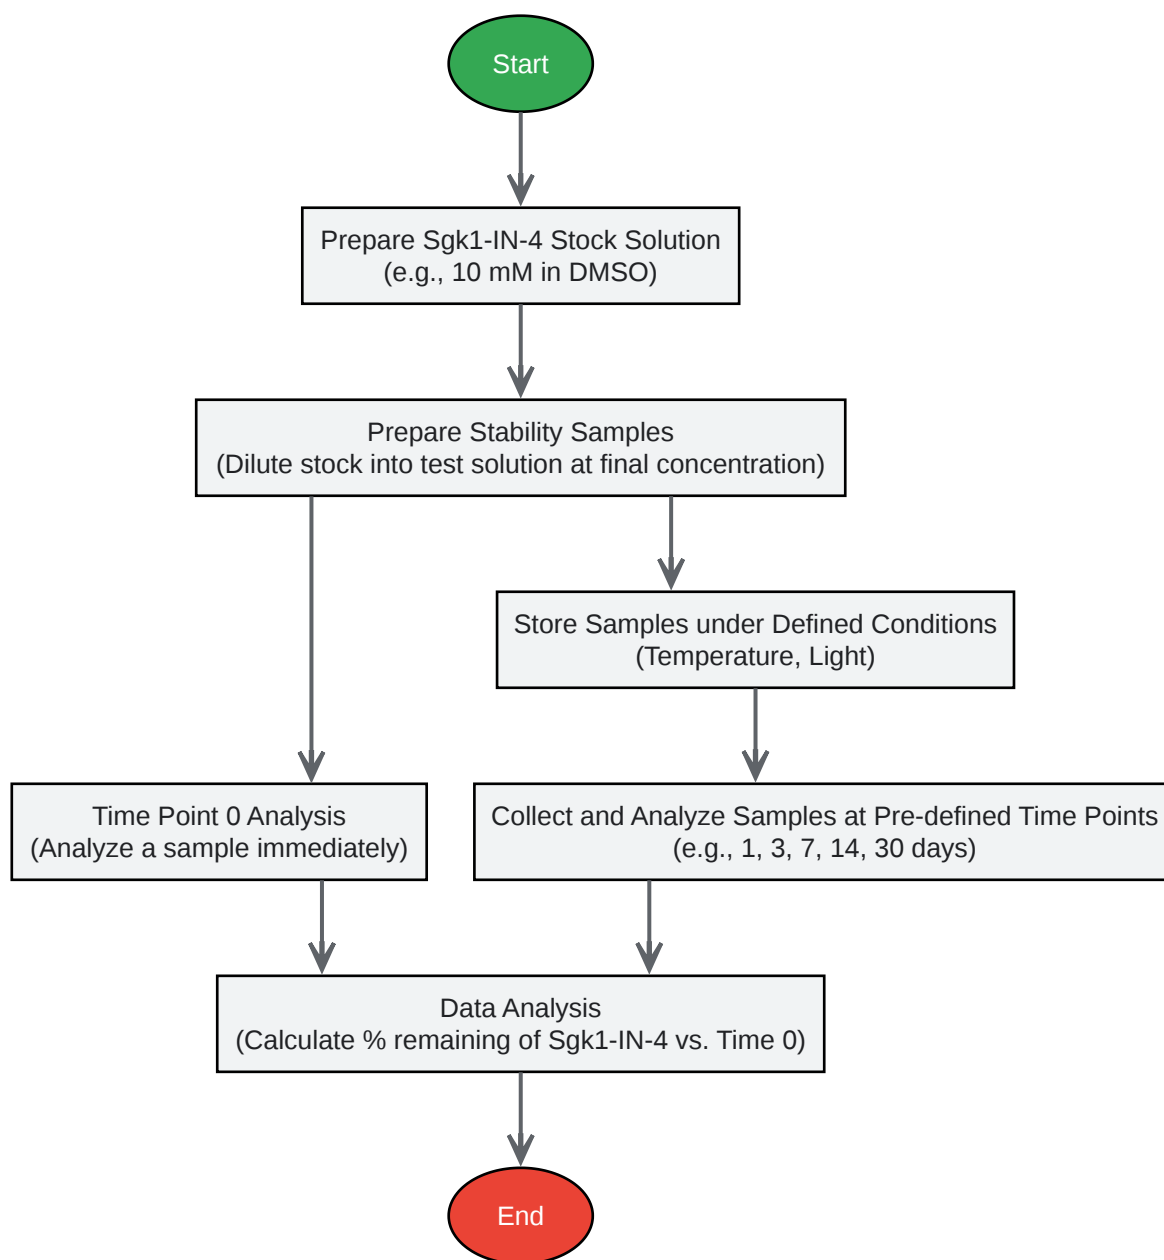 Start
Prepare Sgk1-IN-4 Stock Solution
(e.g., 10 mM in DMSO)
Prepare Stability Samples
(Dilute stock into test solution at final concentration)
Store Samples under Defined Conditions
(Temperature, Light)
Time Point 0 Analysis
(Analyze a sample immediately)
Collect and Analyze Samples at Pre-defined Time Points
(e.g., 1, 3, 7, 14, 30 days)
Data Analysis
(Calculate % remaining of Sgk1-IN-4 vs. Time 0)
End